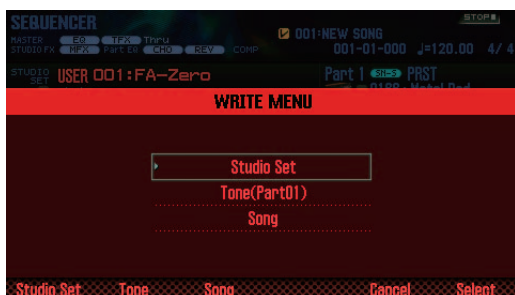 SEQUENCER
STOP
MASTER EQ TFX Thru
001:NEW SONG
STUDIO FX MFX Part EQ CHO REV COMP
001-01-000 ♩=120.00 4/4
STUDIO SET USER 001:FA-Zero
Part 1 SN-S PRST
WRITE MENU
Studio Set
Tone(Part01)
Song
Studio Set Tone Song Cancel Select